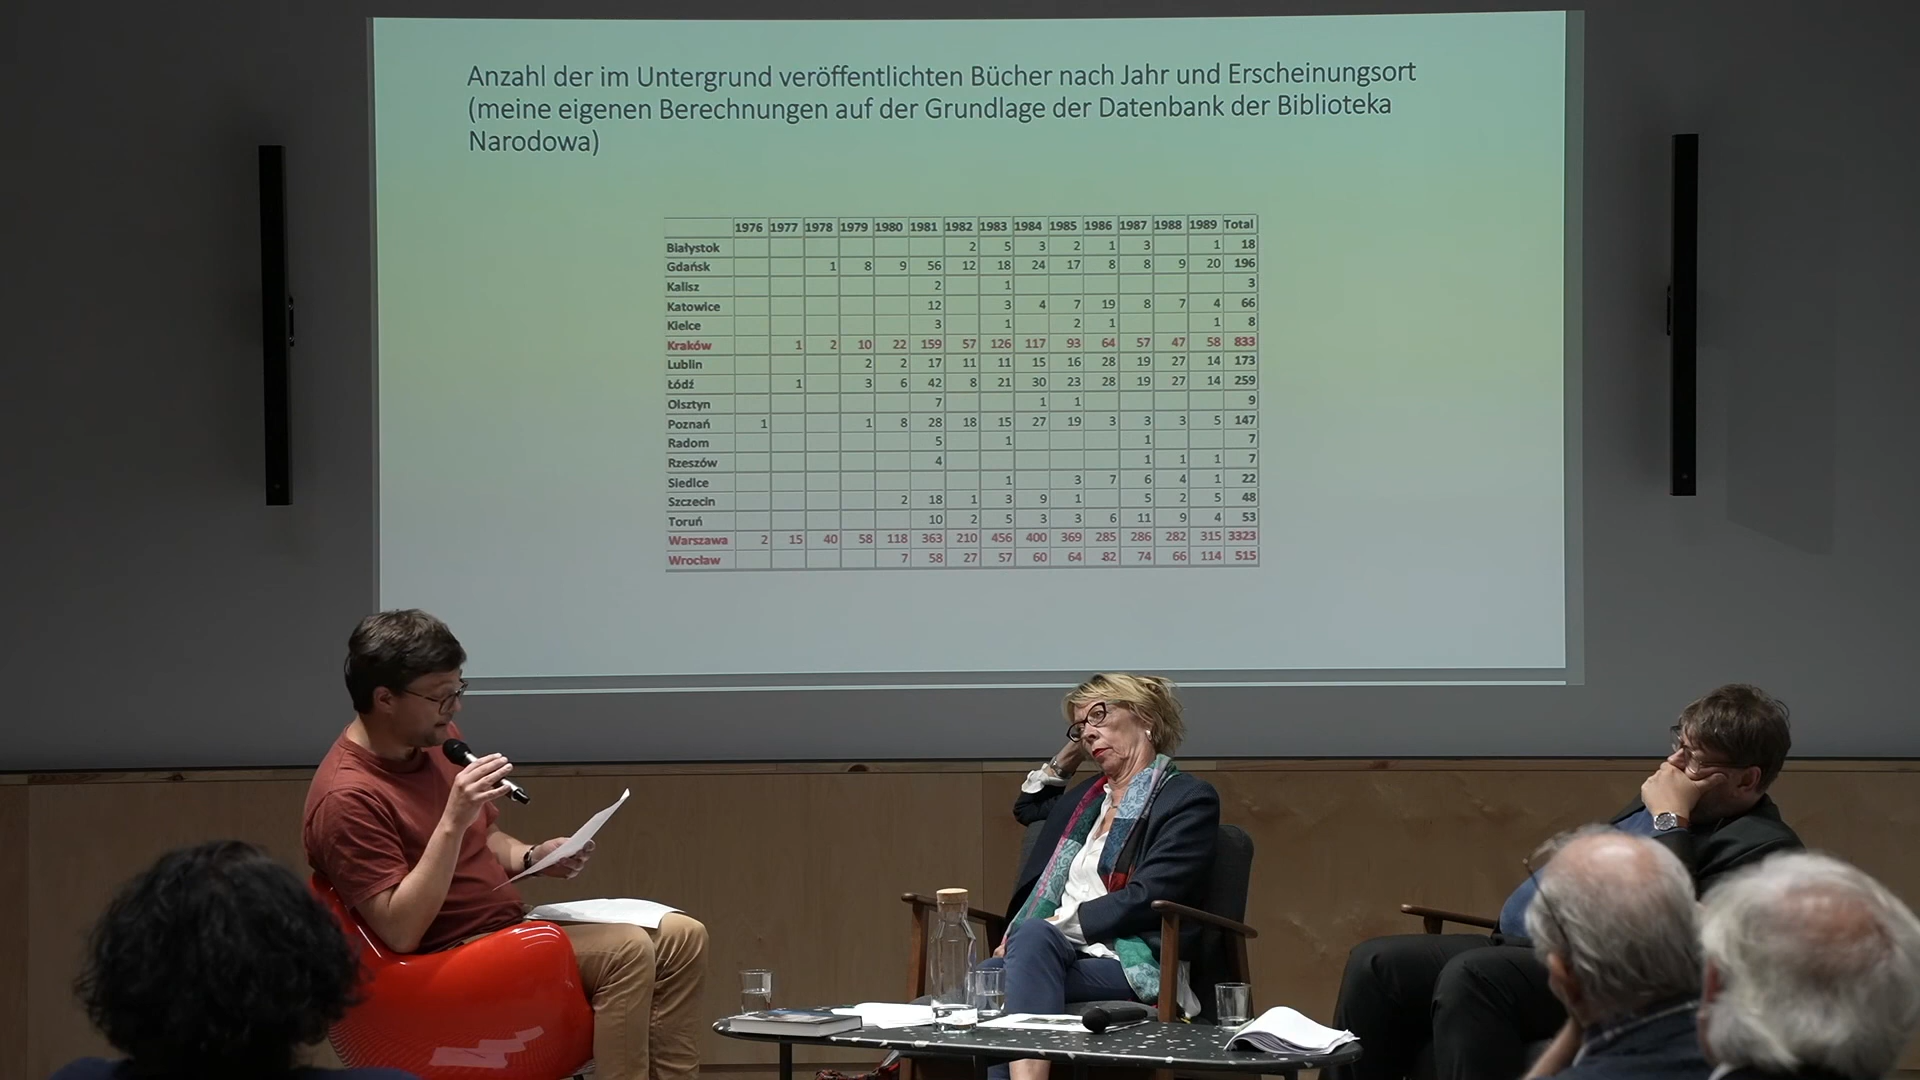 Anzahl der im Untergrund veröffentlichten Bücher nach Jahr und Erscheinungsort
(meine eigenen Berechnungen auf der Grundlage der Datenbank der Biblioteka
Narodowa)
1976 1977 1978 1979 1980 1981 1982 1983 1984 1985 1986 1987 1988 1989 Total
Białystok 2 5 3 2 1 3 1 18
Gdańsk 1 8 9 56 12 18 24 17 8 8 9 20 196
Kalisz 2 1 3
Katowice 12 3 4 7 19 8 7 4 66
Kielce 3 1 2 1 1 8
Kraków 1 2 10 22 159 57 126 117 93 64 57 47 58 833
Lublin 2 2 17 11 11 15 16 28 19 27 14 173
Łódź 1 3 6 42 8 21 30 23 28 19 27 14 259
Olsztyn 7 1 1 9
Poznań 1 1 8 28 18 15 27 19 3 3 3 5 147
Radom 5 1 1 7
Rzeszów 4 1 1 1 7
Siedlce 1 3 7 6 4 1 22
Szczecin 2 18 1 3 9 1 5 2 5 48
Toruń 10 2 5 3 3 6 11 9 4 53
Warszawa 2 15 40 58 118 363 210 456 400 369 285 286 282 315 3323
Wrocław 7 58 27 57 60 64 82 74 66 114 515